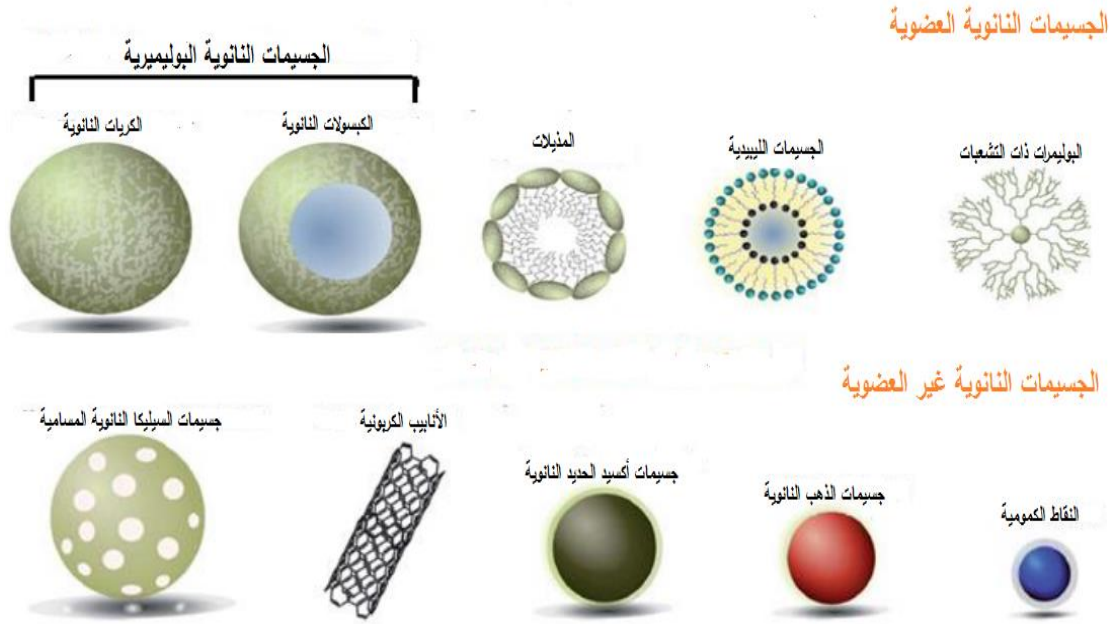 الجسيمات النانوية العضوية
الجسيمات النانوية البوليميرية
البوليمرات ذات التشعبات
الجسيمات الليبيدية
المذيلات
الكبسولات النانوية
الكريات النانوية
الجسيمات النانوية غير العضوية
النقاط الكمومية
جسيمات الذهب النانوية
جسيمات أكسيد الحديد النانوية
الأنابيب الكربونية
جسيمات السيليكا النانوية المسامية